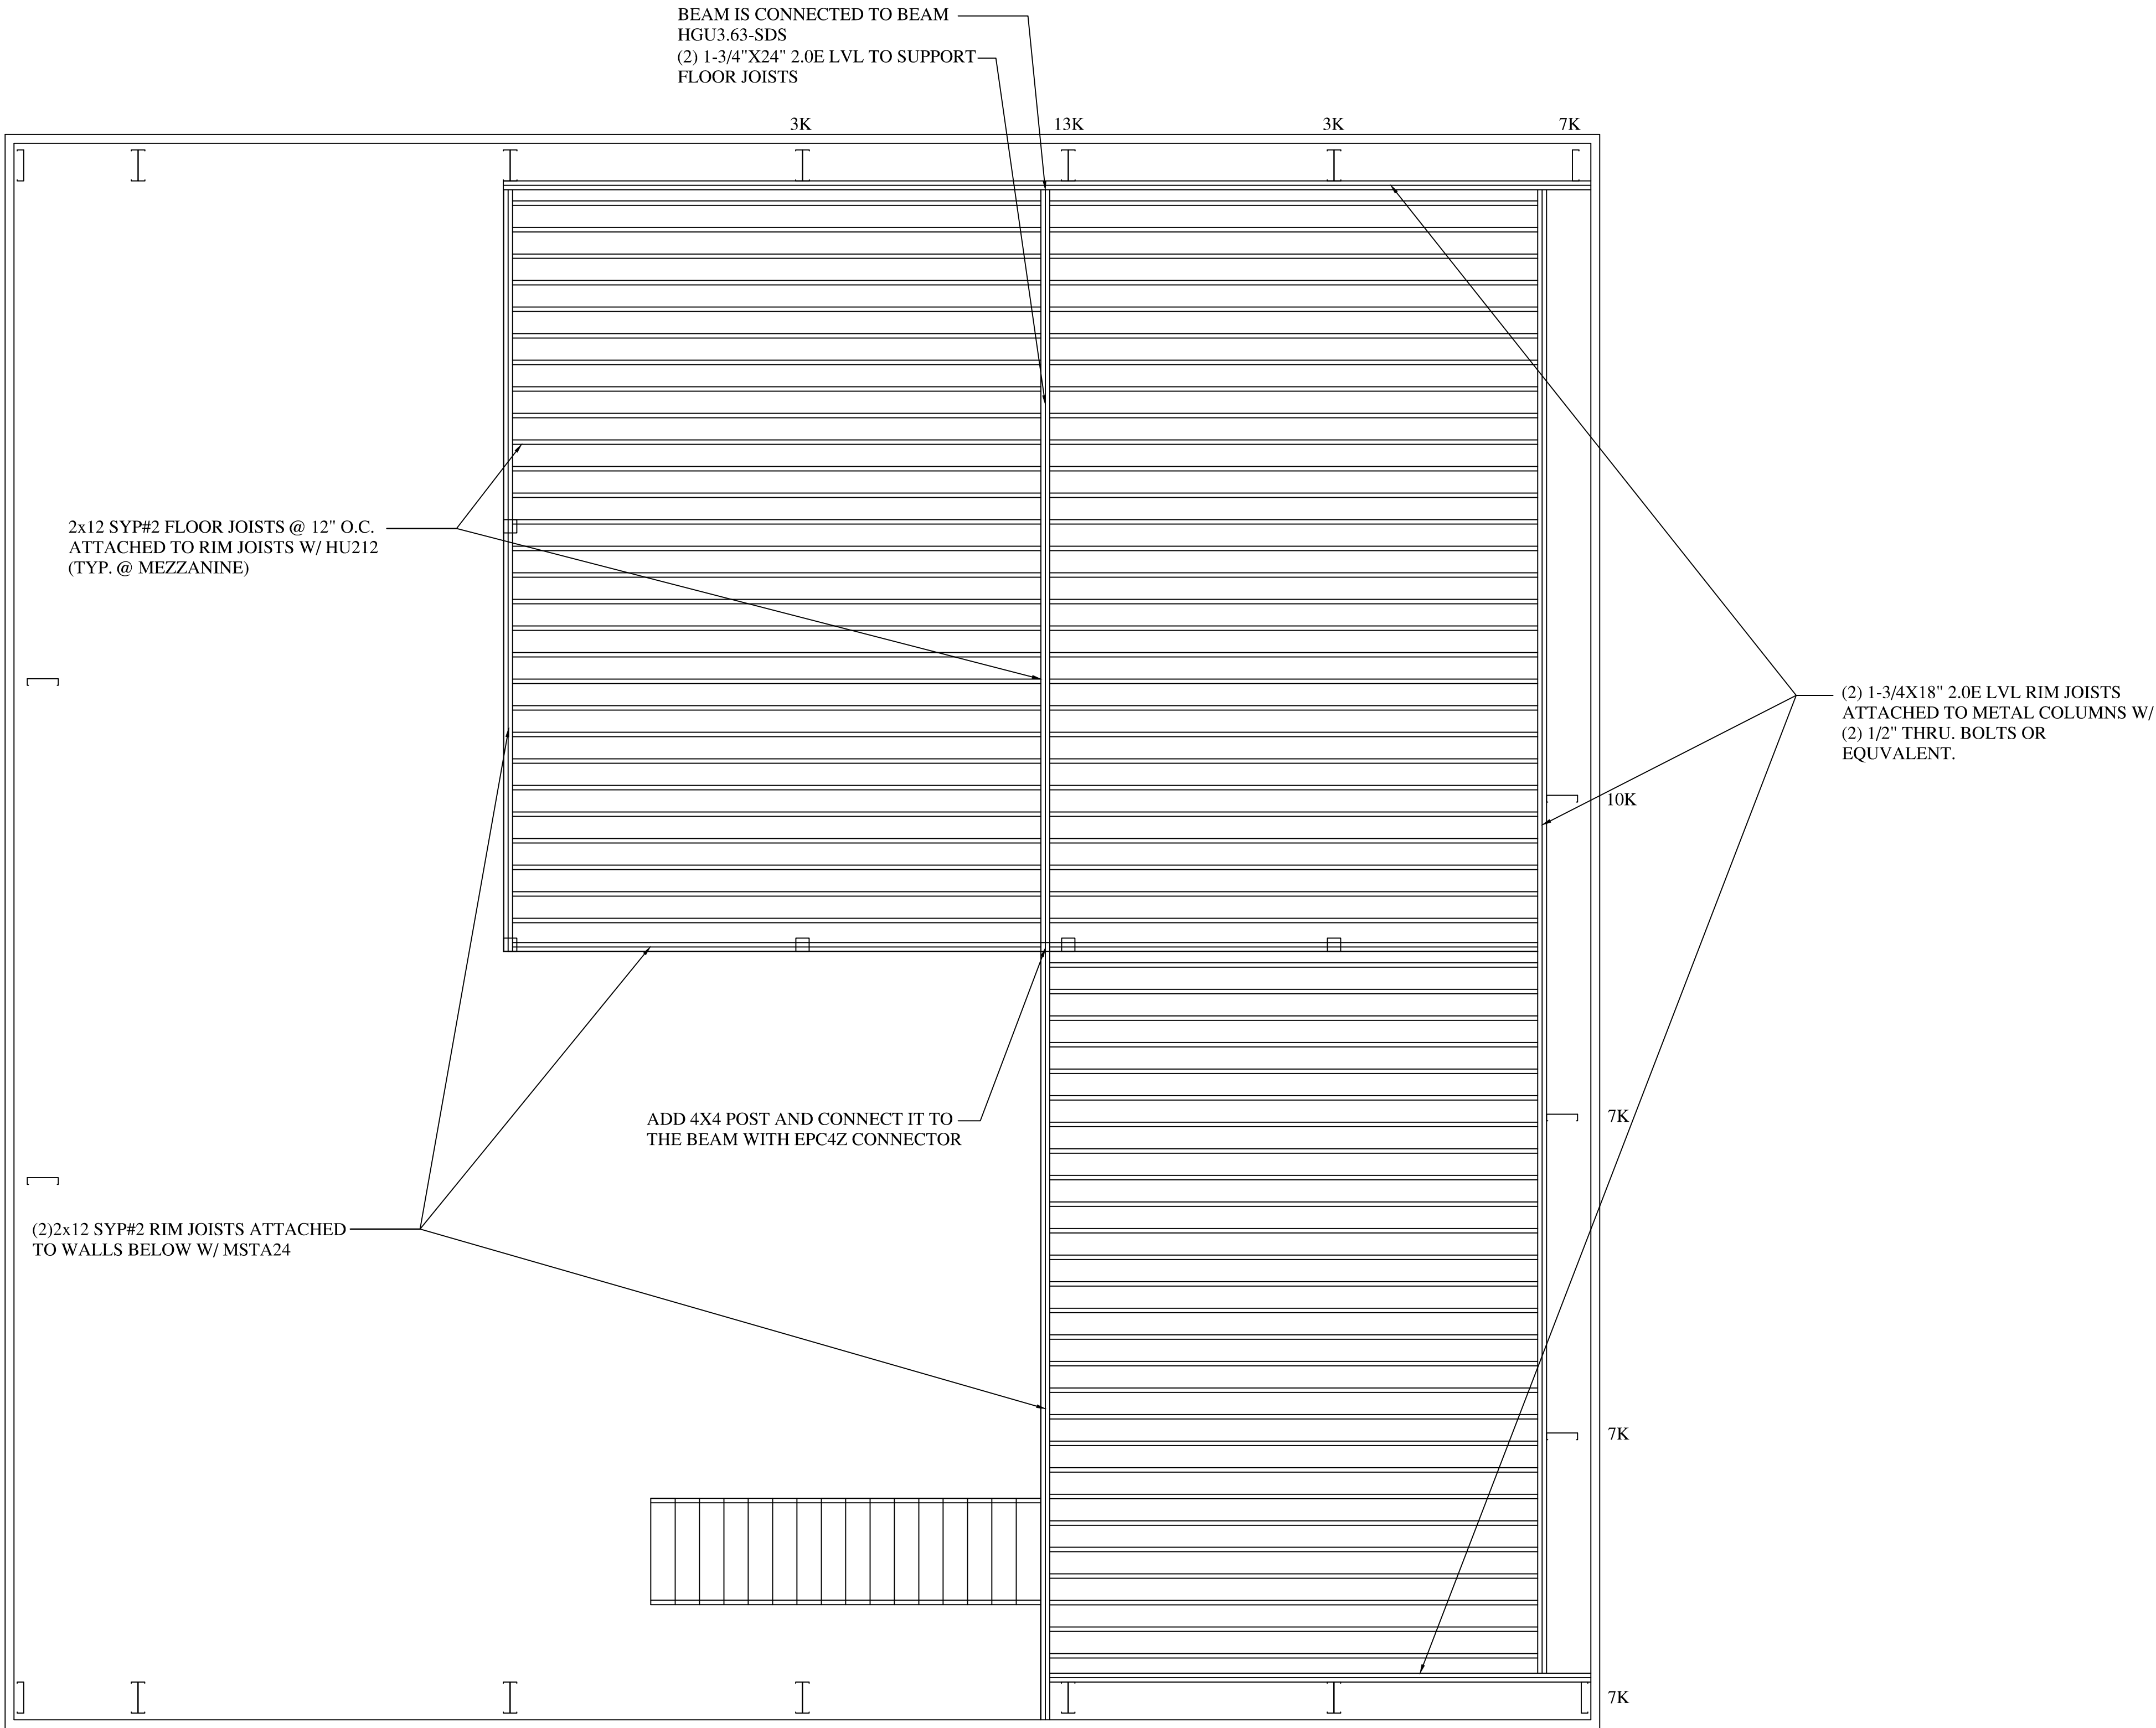 BEAM IS CONNECTED TO BEAM
HGU3.63-SDS
(2) 1-3/4"X24" 2.0E LVL TO SUPPORT
FLOOR JOISTS
3K
13K
3K
7K
2x12 SYP#2 FLOOR JOISTS @ 12" O.C.
ATTACHED TO RIM JOISTS W/ HU212
(TYP. @ MEZZANINE)
(2) 1-3/4X18" 2.0E LVL RIM JOISTS
ATTACHED TO METAL COLUMNS W/
(2) 1/2" THRU. BOLTS OR
EQUVALENT.
10K
7K
ADD 4X4 POST AND CONNECT IT TO
THE BEAM WITH EPC4Z CONNECTOR
(2)2x12 SYP#2 RIM JOISTS ATTACHED
TO WALLS BELOW W/ MSTA24
7K
7K